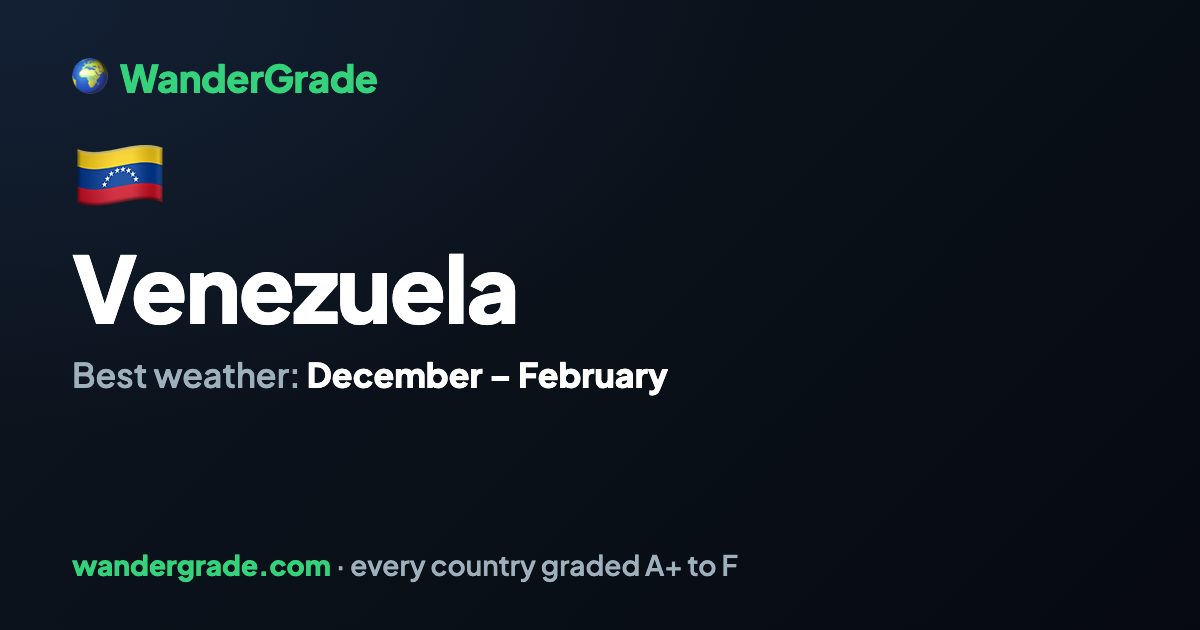 WanderGrade
Venezuela
Best weather: December – February
wandergrade.com · every country graded A+ to F